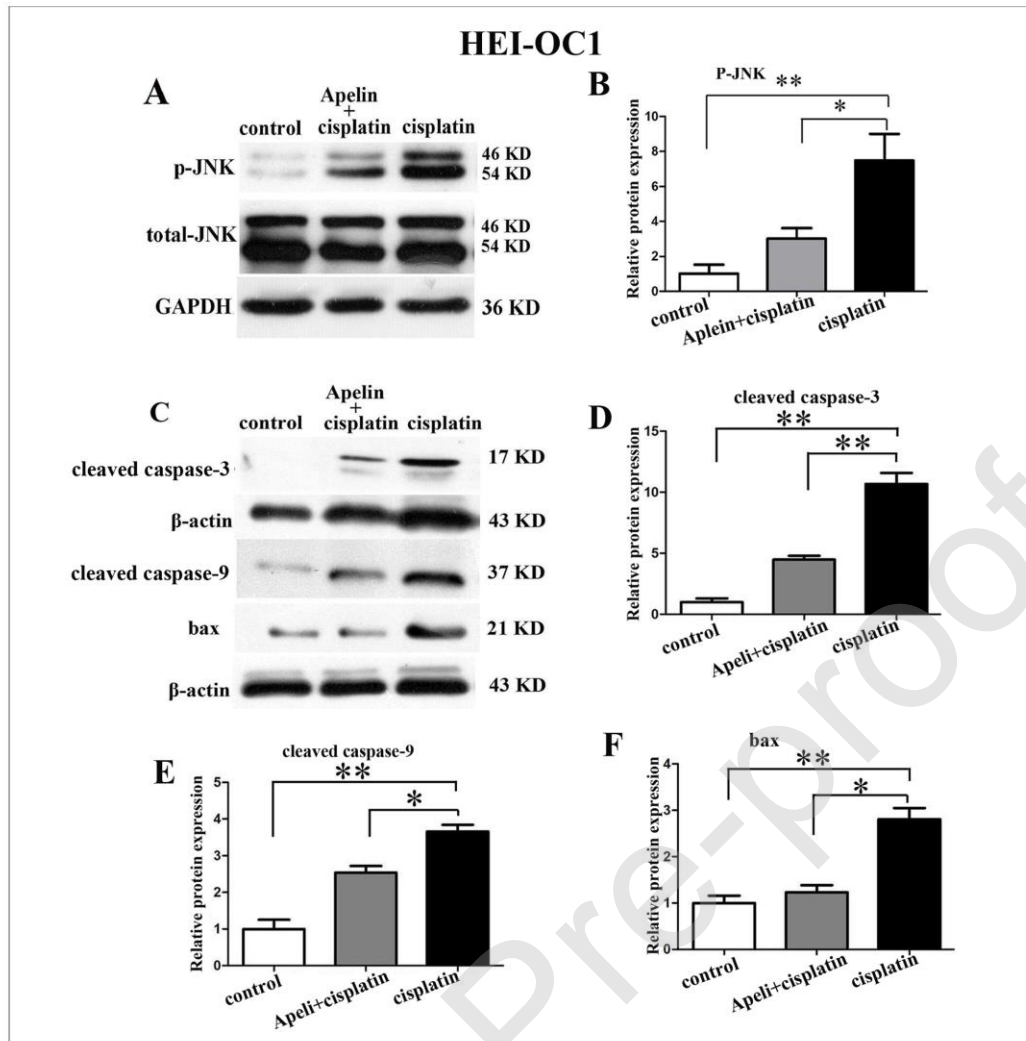 HEI-OC1
A
control
Apelin
+
cisplatin
cisplatin
p-JNK
46 KD
54 KD
total-JNK
46 KD
54 KD
GAPDH
36 KD
B
P-JNK
**
*
Relative protein expression
10
8
6
4
2
0
control
Aplein+cisplatin
cisplatin
C
control
Apelin
+
cisplatin
cisplatin
cleaved caspase-3
17 KD
β-actin
43 KD
cleaved caspase-9
37 KD
bax
21 KD
β-actin
43 KD
D
cleaved caspase-3
**
**
Relative protein expression
15
10
5
0
control
Apeli+cisplatin
cisplatin
E
cleaved caspase-9
**
*
Relative protein expression
5
4
3
2
1
0
control
Apeli+cisplatin
cisplatin
F
bax
**
*
Relative protein expression
4
3
2
1
0
control
Apeli+cisplatin
cisplatin
Pre-proof